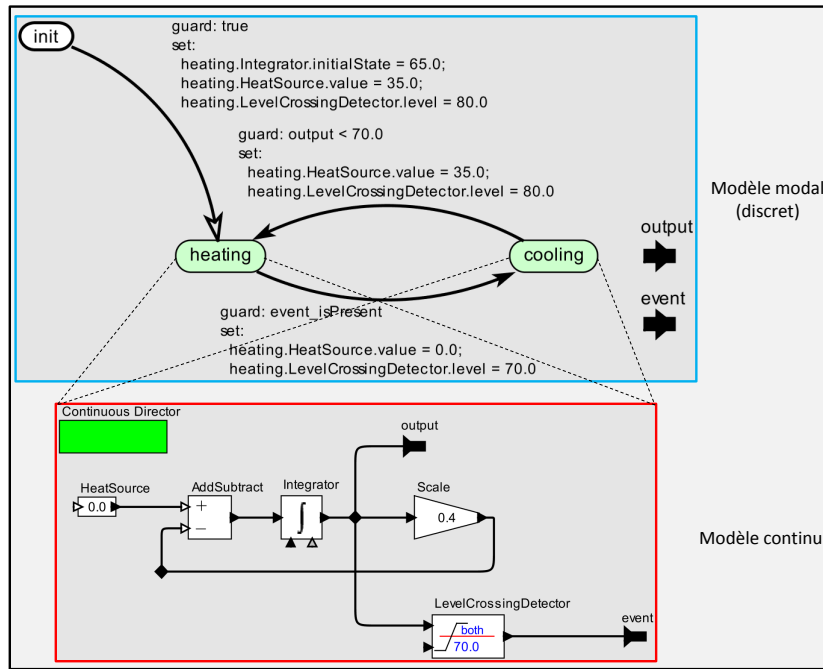 init
guard: true
set:
heating.Integrator.initialState = 65.0;
heating.HeatSource.value = 35.0;
heating.LevelCrossingDetector.level = 80.0
guard: output < 70.0
set:
heating.HeatSource.value = 35.0;
heating.LevelCrossingDetector.level = 80.0
Modèle modal
(discret)
output
heating
cooling
event
guard: event_isPresent
set:
heating.HeatSource.value = 0.0;
heating.LevelCrossingDetector.level = 70.0
Continuous Director
output
HeatSource
AddSubtract
Integrator
Scale
0.0
+
−
∫
0.4
Modèle continu
LevelCrossingDetector
event
both
70.0